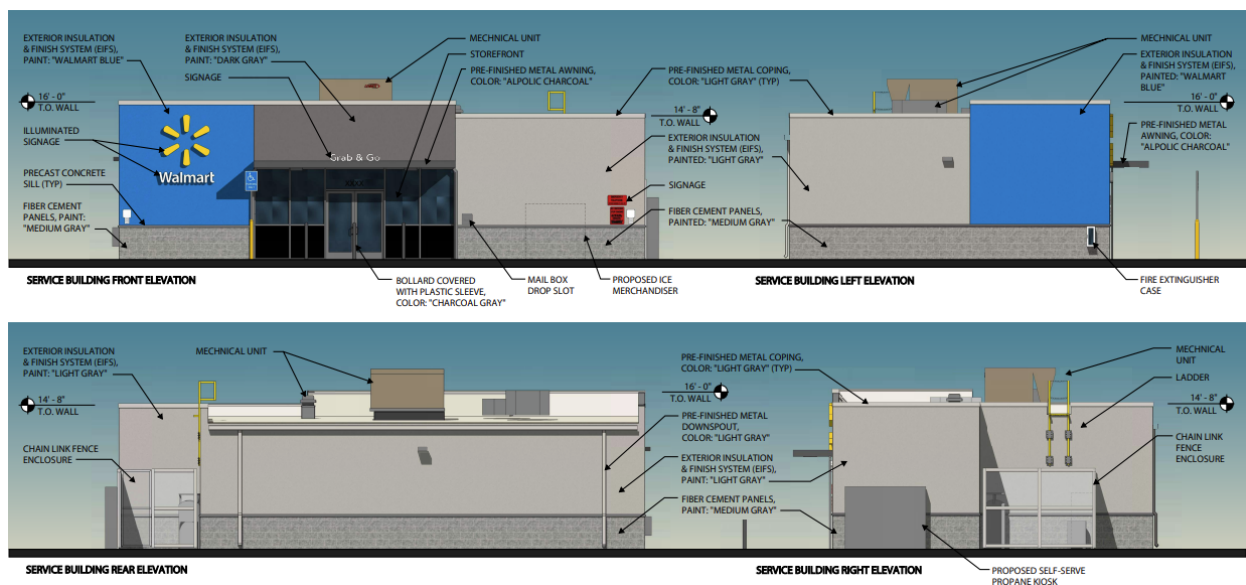 EXTERIOR INSULATION
& FINISH SYSTEM (EIFS),
PAINT: "WALMART BLUE"
EXTERIOR INSULATION
& FINISH SYSTEM (EIFS),
PAINT: "DARK GRAY"
SIGNAGE
MECHNICAL UNIT
STOREFRONT
PRE-FINISHED METAL AWNING,
COLOR: "ALPOLIC CHARCOAL"
16' - 0"
T.O. WALL
ILLUMINATED
SIGNAGE
PRECAST CONCRETE
SILL (TYP)
FIBER CEMENT
PANELS, PAINT:
"MEDIUM GRAY"
Walmart
Grab & Go
PRE-FINISHED METAL COPING,
COLOR: "LIGHT GRAY" (TYP)
14' - 8"
T.O. WALL
EXTERIOR INSULATION
& FINISH SYSTEM (EIFS),
PAINTED: "LIGHT GRAY"
SIGNAGE
FIBER CEMENT PANELS,
PAINTED: "MEDIUM GRAY"
MECHNICAL UNIT
EXTERIOR INSULATION
& FINISH SYSTEM (EIFS),
PAINTED: "WALMART
BLUE"
16' - 0"
T.O. WALL
PRE-FINISHED METAL
AWNING, COLOR:
"ALPOLIC CHARCOAL"
SERVICE BUILDING FRONT ELEVATION
BOLLARD COVERED
WITH PLASTIC SLEEVE,
COLOR: "CHARCOAL GRAY"
MAIL BOX
DROP SLOT
PROPOSED ICE
MERCHANDISER
SERVICE BUILDING LEFT ELEVATION
FIRE EXTINGUISHER
CASE
EXTERIOR INSULATION
& FINISH SYSTEM (EIFS),
PAINT: "LIGHT GRAY"
MECHNICAL UNIT
14' - 8"
T.O. WALL
CHAIN LINK FENCE
ENCLOSURE
PRE-FINISHED METAL COPING,
COLOR: "LIGHT GRAY" (TYP)
16' - 0"
T.O. WALL
PRE-FINISHED METAL
DOWNSPOUT,
COLOR: "LIGHT GRAY"
EXTERIOR INSULATION
& FINISH SYSTEM (EIFS),
PAINT: "LIGHT GRAY"
FIBER CEMENT PANELS,
PAINT: "MEDIUM GRAY"
MECHNICAL
UNIT
LADDER
14' - 8"
T.O. WALL
CHAIN LINK FENCE
ENCLOSURE
SERVICE BUILDING REAR ELEVATION
SERVICE BUILDING RIGHT ELEVATION
PROPOSED SELF-SERVE
PROPANE KIOSK